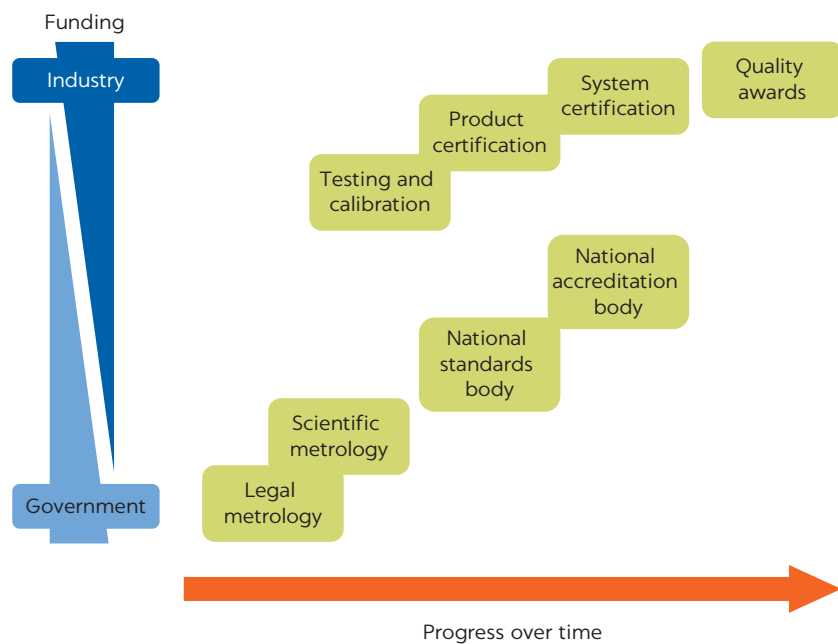 Funding
Industry
Quality
awards
System
certification
Product
certification
Testing and
calibration
National
accreditation
body
National
standards
body
Scientific
metrology
Legal
metrology
Government
Progress over time